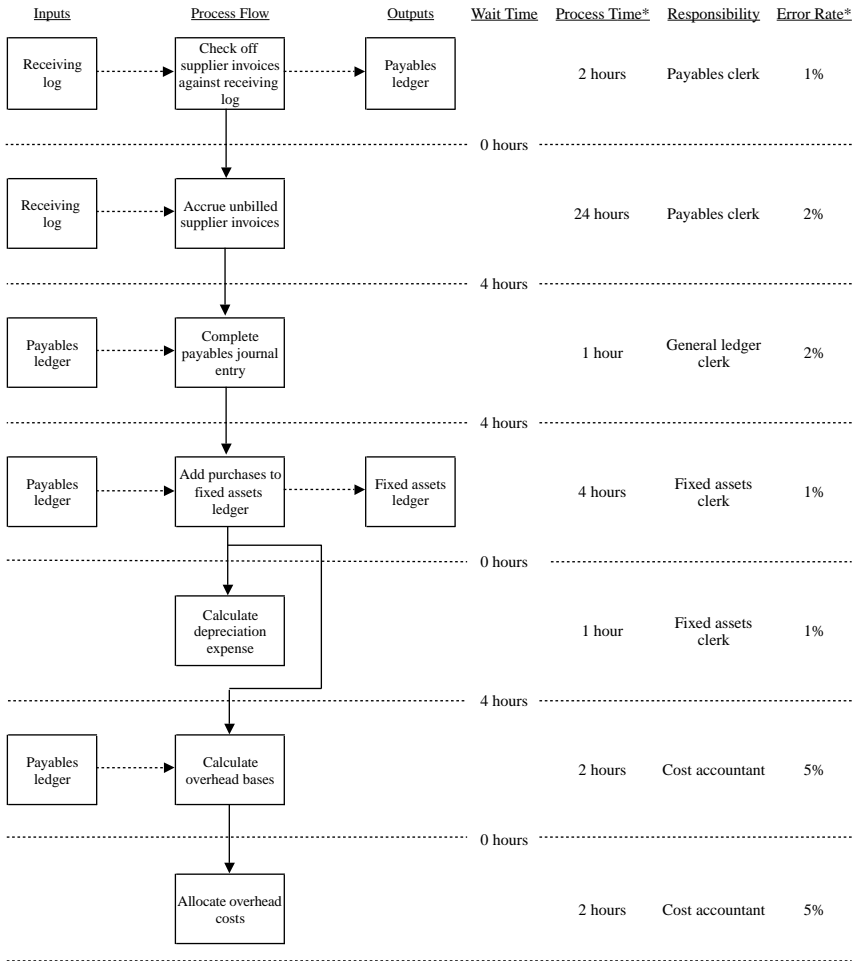 Inputs Process Flow Outputs Wait Time Process Time* Responsibility Error Rate*
Receiving
log
Check off
supplier invoices
against receiving
log
Payables
ledger
2 hours
Payables clerk
1%
0 hours
Receiving
log
Accrue unbilled
supplier invoices
24 hours
Payables clerk
2%
4 hours
Payables
ledger
Complete
payables journal
entry
1 hour
General ledger
clerk
2%
4 hours
Payables
ledger
Add purchases to
fixed assets
ledger
Fixed assets
ledger
4 hours
Fixed assets
clerk
1%
0 hours
Calculate
depreciation
expense
1 hour
Fixed assets
clerk
1%
4 hours
Payables
ledger
Calculate
overhead bases
2 hours
Cost accountant
5%
0 hours
Allocate overhead
costs
2 hours
Cost accountant
5%